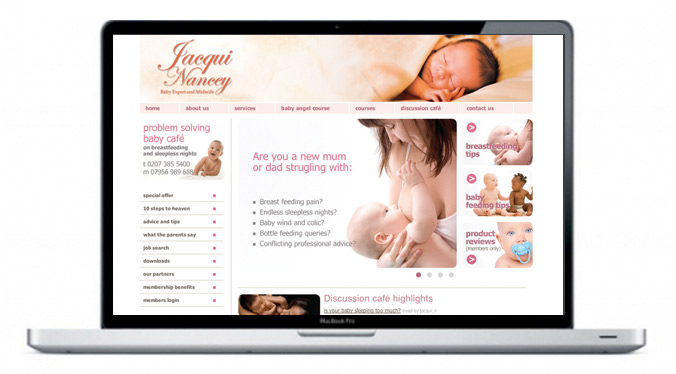 Jacqui
Nancey
Baby Expert and Midwife
home
about us
services
baby angel course
courses
discussion café
contact us
problem solving
baby café
on breastfeeding
and sleepless nights
t 0207 385 5400
m 07956 989 688
special offer
10 steps to heaven
advice and tips
what the parents say
job search
downloads
our partners
membership benefits
members login
Are you a new mum
or dad strugling with:
Breast feeding pain?
Endless sleepless nights?
Baby wind and colic?
Bottle feeding queries?
Conflicting professional advice?
breastfeeding
tips
baby
feeding tips
product
reviews
(members only)
Discussion café highlights
is your baby sleeping too much?
MacBook Pro